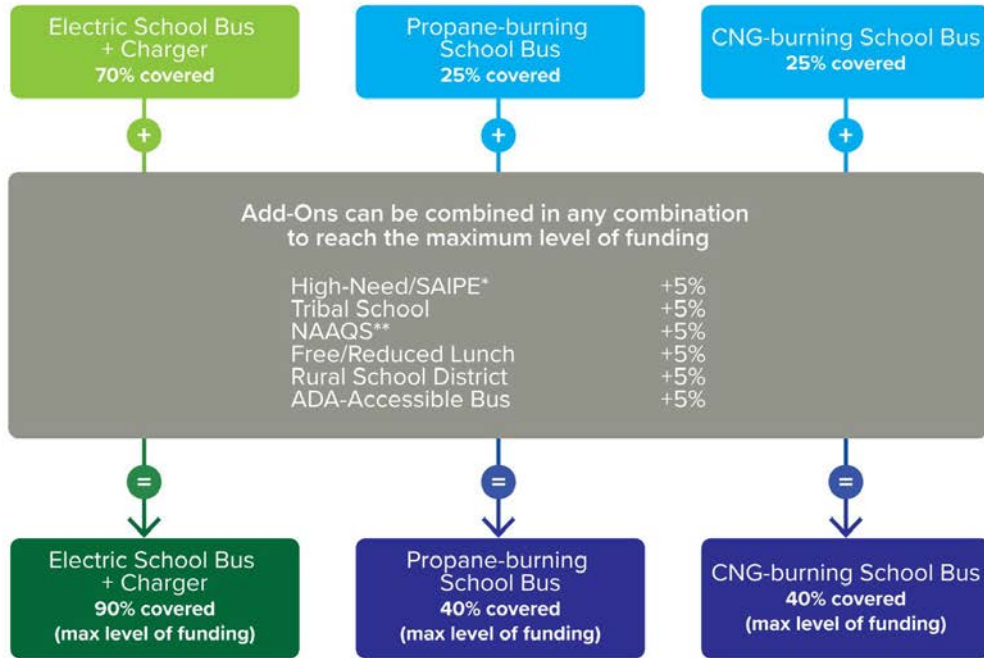 Electric School Bus
+ Charger
70% covered
Propane-burning
School Bus
25% covered
CNG-burning School Bus
25% covered
+
+
+
Add-Ons can be combined in any combination
to reach the maximum level of funding
High-Need/SAIPE* +5%
Tribal School +5%
NAAQS** +5%
Free/Reduced Lunch +5%
Rural School District +5%
ADA-Accessible Bus +5%
=
=
=
Electric School Bus
+ Charger
90% covered
(max level of funding)
Propane-burning
School Bus
40% covered
(max level of funding)
CNG-burning School Bus
40% covered
(max level of funding)